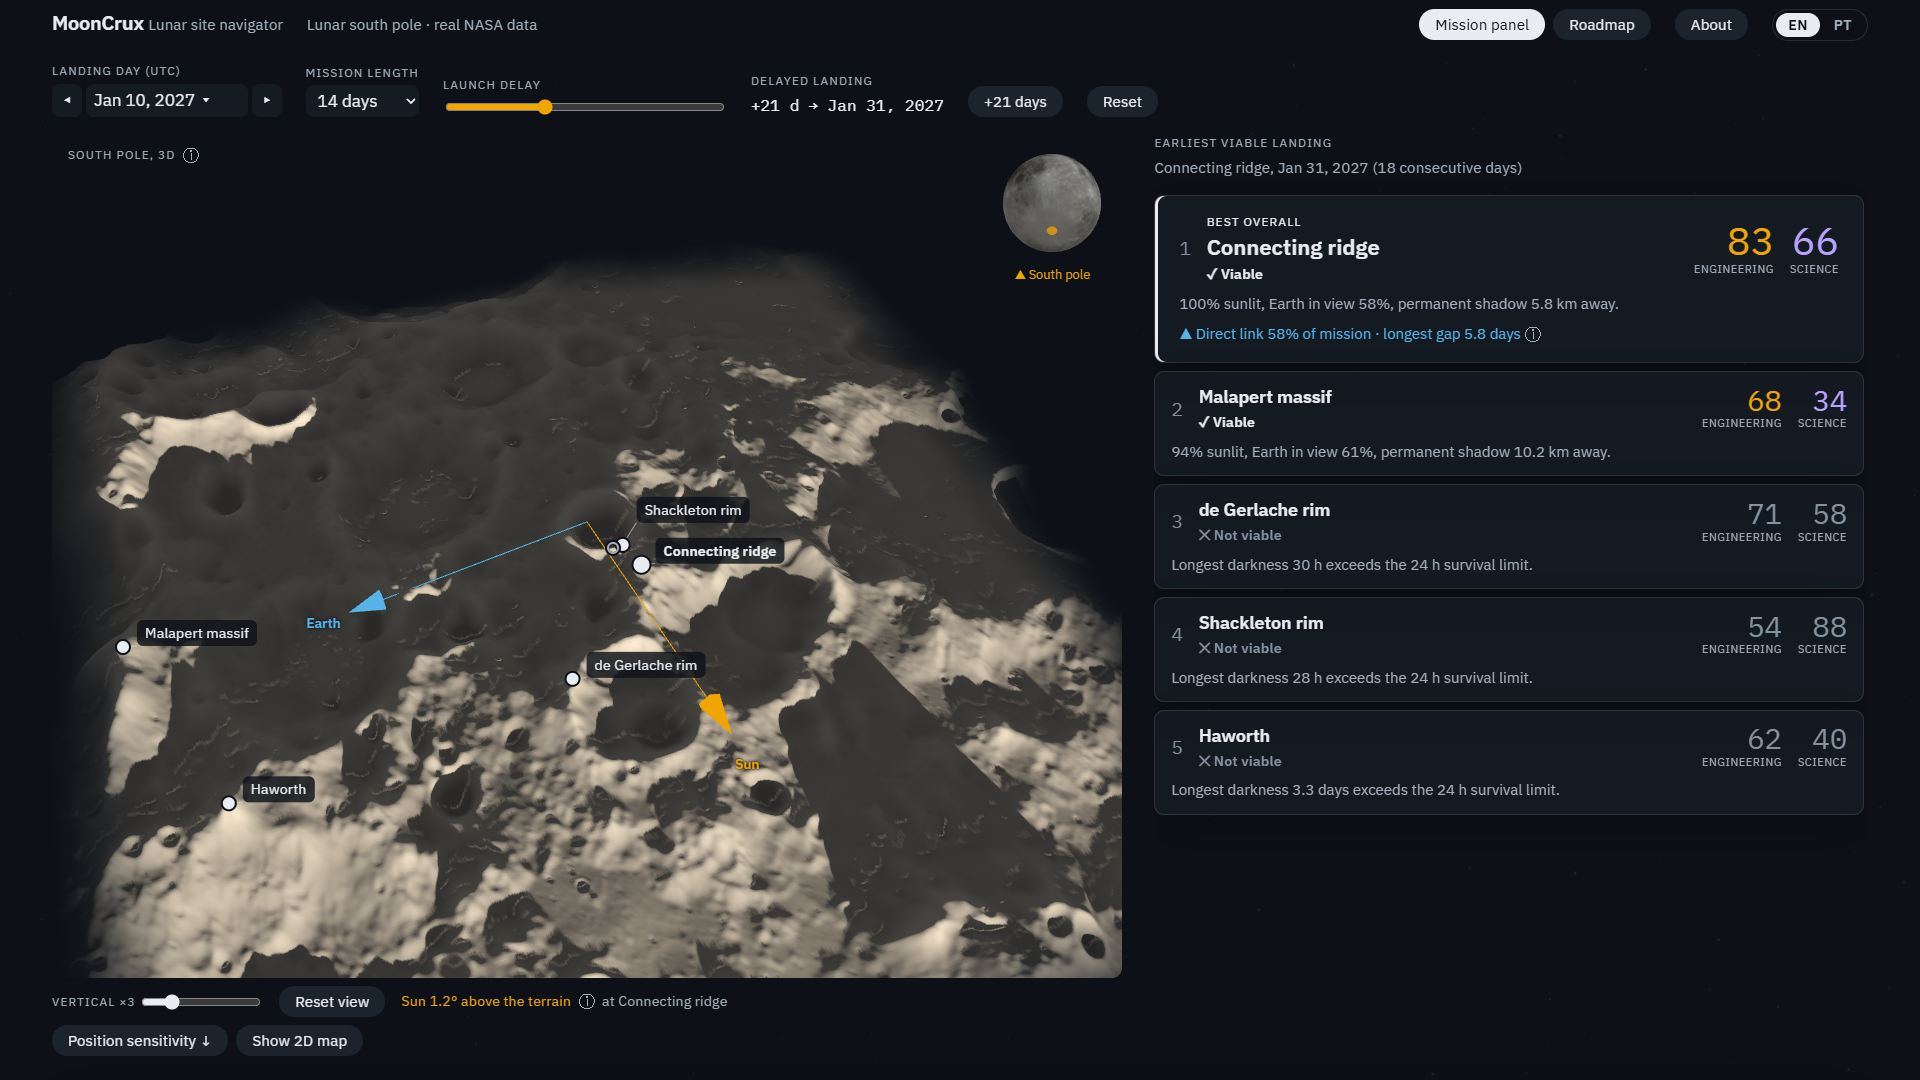 MoonCrux Lunar site navigator
Lunar south pole · real NASA data
Mission panel
Roadmap
About
EN
PT
LANDING DAY (UTC)
◂
Jan 10, 2027 ▾
▸
MISSION LENGTH
14 days
LAUNCH DELAY
DELAYED LANDING
+21 d → Jan 31, 2027
+21 days
Reset
SOUTH POLE, 3D ⓘ
▲ South pole
Shackleton rim
Connecting ridge
Earth
Malapert massif
de Gerlache rim
Sun
Haworth
VERTICAL ×3
Reset view
Sun 1.2° above the terrain ⓘ at Connecting ridge
Position sensitivity ↓
Show 2D map
EARLIEST VIABLE LANDING
Connecting ridge, Jan 31, 2027 (18 consecutive days)
BEST OVERALL
1 Connecting ridge
✓ Viable
83 66
ENGINEERING SCIENCE
100% sunlit, Earth in view 58%, permanent shadow 5.8 km away.
▲ Direct link 58% of mission · longest gap 5.8 days ⓘ
2 Malapert massif
✓ Viable
68 34
ENGINEERING SCIENCE
94% sunlit, Earth in view 61%, permanent shadow 10.2 km away.
3 de Gerlache rim
✕ Not viable
71 58
ENGINEERING SCIENCE
Longest darkness 30 h exceeds the 24 h survival limit.
4 Shackleton rim
✕ Not viable
54 88
ENGINEERING SCIENCE
Longest darkness 28 h exceeds the 24 h survival limit.
5 Haworth
✕ Not viable
62 40
ENGINEERING SCIENCE
Longest darkness 3.3 days exceeds the 24 h survival limit.